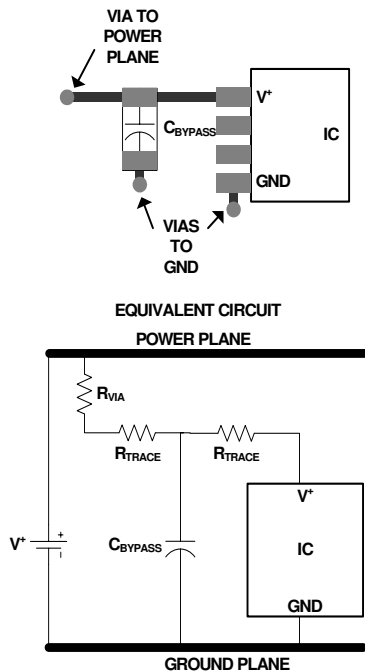 VIA TO
POWER
PLANE
V+
CBYPASS
IC
GND
VIAS
TO
GND
EQUIVALENT CIRCUIT
POWER PLANE
RVIA
RTRACE
RTRACE
V+
V+
+
–
CBYPASS
IC
GND
GROUND PLANE